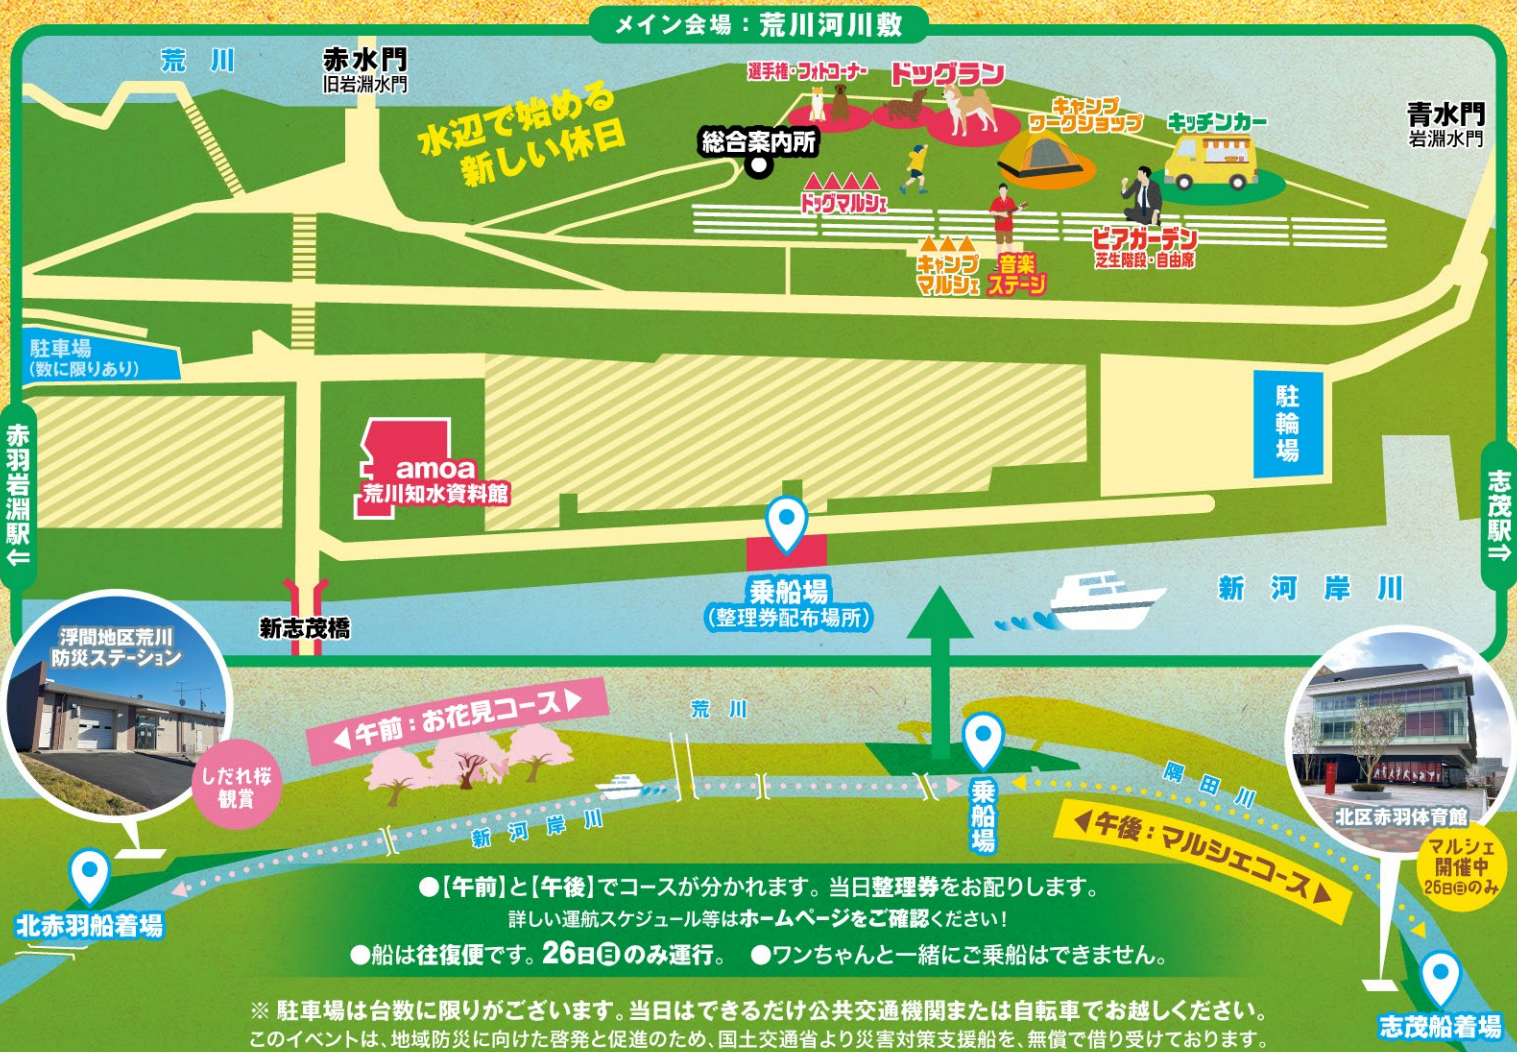 メイン会場：荒川河川敷
荒川
赤水門
旧岩淵水門
水辺で始める
新しい休日
選手権・フォトコーナー
ドッグラン
キャンプ
ワークショップ
キッチンカー
青水門
岩淵水門
総合案内所
ドッグマルシェ
キャンプ
マルシェ
音楽
ステージ
ビアガーデン
芝生階段・自由席
駐車場
(数に限りあり)
駐輪場
赤羽岩淵駅⇐
志茂駅⇒
amoa
荒川知水資料館
乗船場
(整理券配布場所)
新河岸川
新志茂橋
浮間地区荒川
防災ステーション
しだれ桜
観賞
◀午前：お花見コース▶
荒川
新河岸川
乗船場
隅田川
◀午後：マルシェコース▶
北区赤羽体育館
マルシェ
開催中
26日㊐のみ
北赤羽船着場
志茂船着場
●【午前】と【午後】でコースが分かれます。当日整理券をお配りします。
詳しい運航スケジュール等はホームページをご確認ください!
●船は往復便です。26日㊐のみ運行。 ●ワンちゃんと一緒にご乗船はできません。
※ 駐車場は台数に限りがございます。当日はできるだけ公共交通機関または自転車でお越しください。
このイベントは、地域防災に向けた啓発と促進のため、国土交通省より災害対策支援船を、無償で借り受けております。